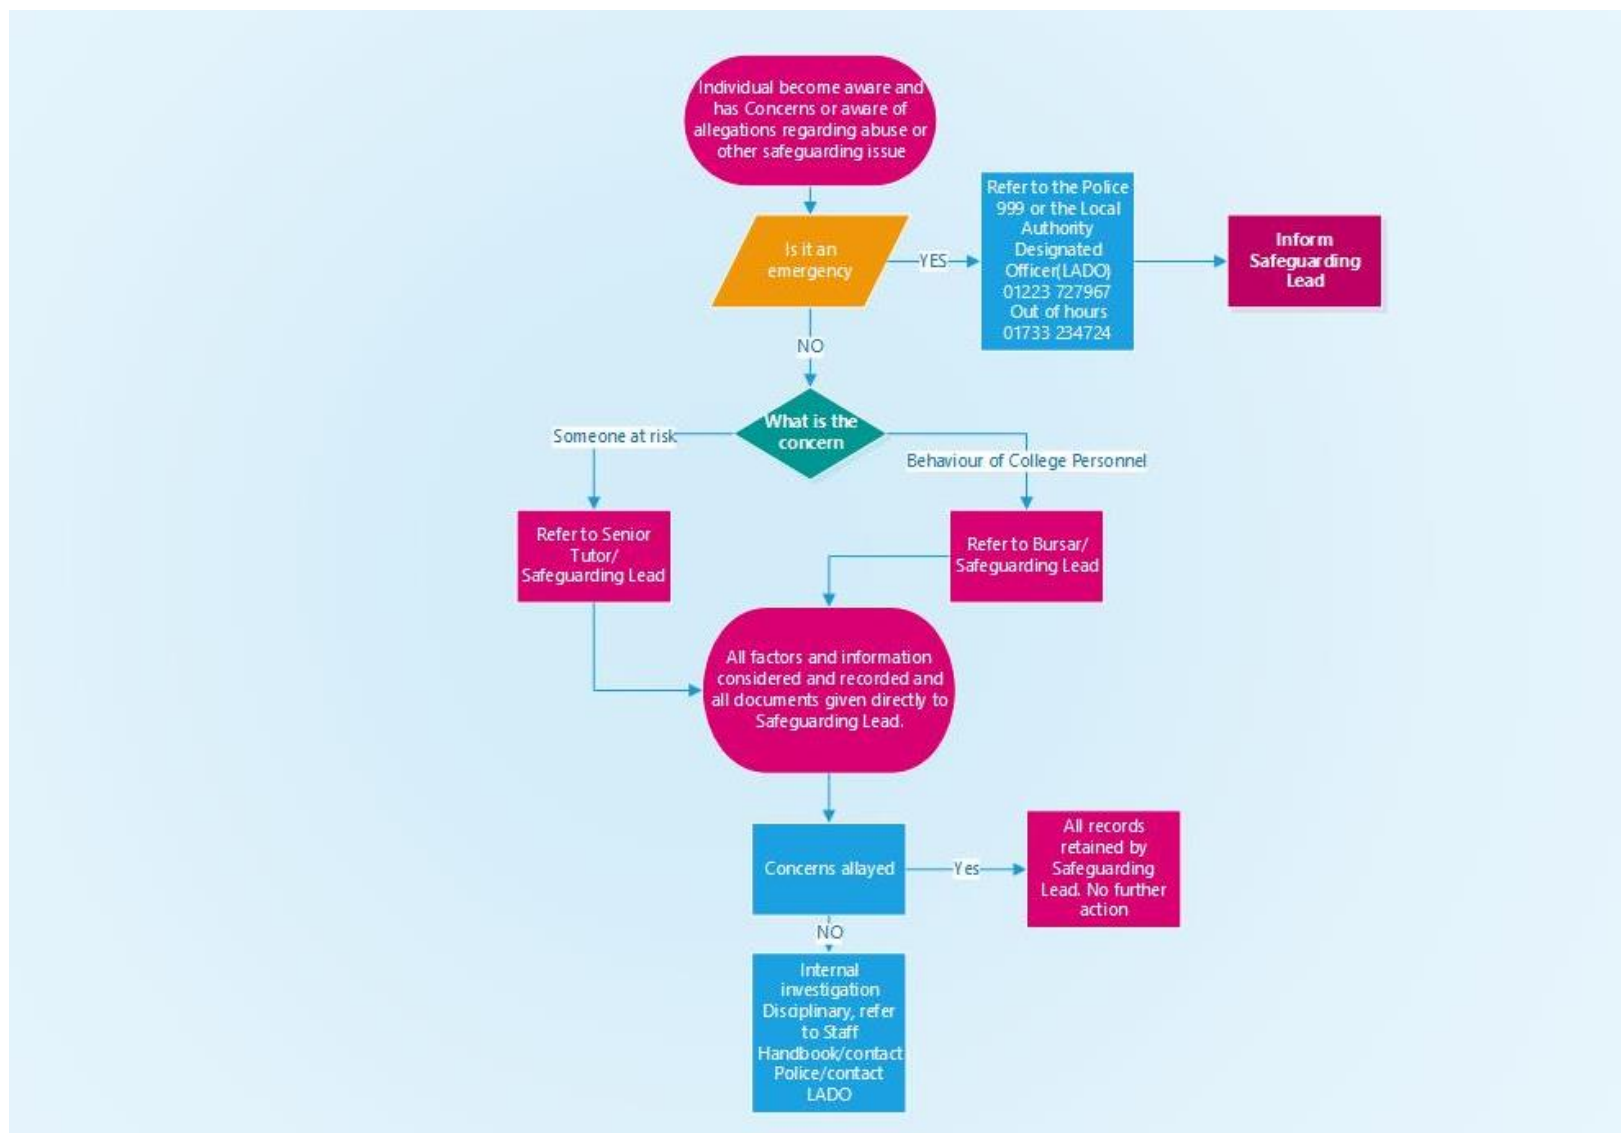 Individual become aware and
has Concerns or aware of
allegations regarding abuse or
other safeguarding issue
Is it an
emergency
YES
Refer to the Police
999 or the Local
Authority
Designated
Officer(LADO)
01223 727967
Out of hours
01733 234724
Inform
Safeguarding
Lead
NO
What is the
concern
Someone at risk
Behaviour of College Personnel
Refer to Senior
Tutor/
Safeguarding Lead
Refer to Bursar/
Safeguarding Lead
All factors and information
considered and recorded and
all documents given directly to
Safeguarding Lead.
Concerns allayed
Yes
All records
retained by
Safeguarding
Lead. No further
action
NO
Internal
investigation
Disciplinary, refer
to Staff
Handbook/contact
Police/contact
LADO